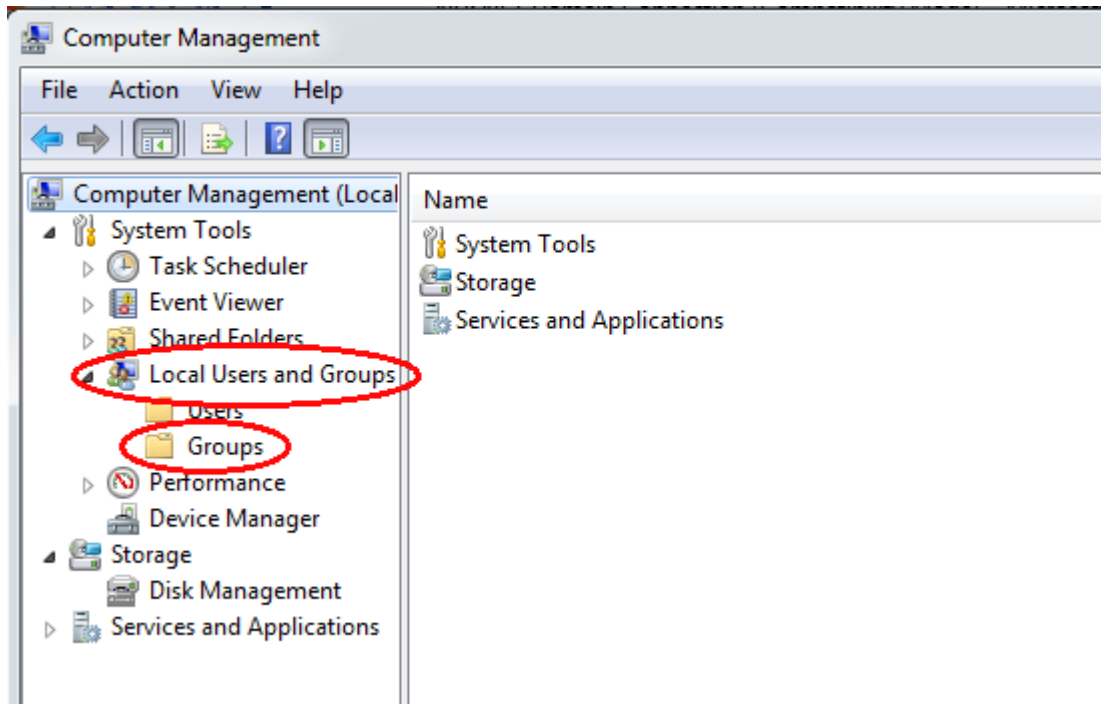 Computer Management
File Action View Help
Computer Management (Local
System Tools
Task Scheduler
Event Viewer
Shared Folders
Local Users and Groups
Users
Groups
Performance
Device Manager
Storage
Disk Management
Services and Applications
Name
System Tools
Storage
Services and Applications